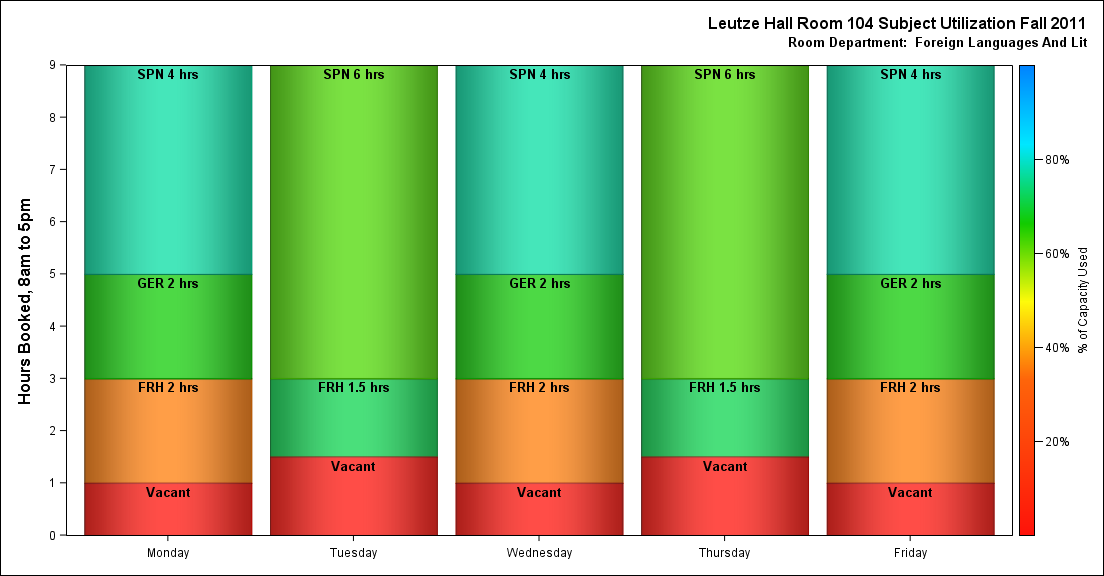 Leutze Hall Room 104 Subject Utilization Fall 2011
Room Department:  Foreign Languages And Lit
Hours Booked, 8am to 5pm
9
8
7
6
5
4
3
2
1
0
SPN 4 hrs
GER 2 hrs
FRH 2 hrs
Vacant
SPN 6 hrs
FRH 1.5 hrs
Vacant
SPN 4 hrs
GER 2 hrs
FRH 2 hrs
Vacant
SPN 6 hrs
FRH 1.5 hrs
Vacant
SPN 4 hrs
GER 2 hrs
FRH 2 hrs
Vacant
Monday
Tuesday
Wednesday
Thursday
Friday
80%
60%
40%
20%
% of Capacity Used